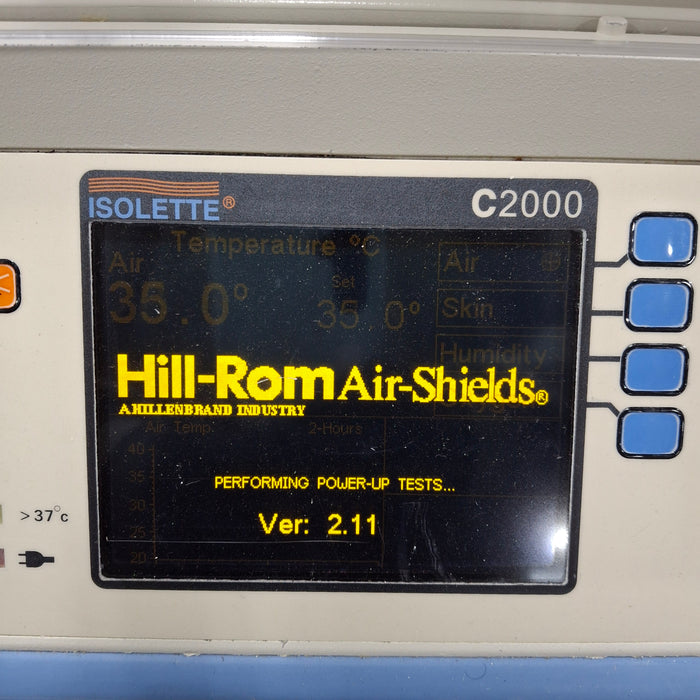 ISOLETTE®
C2000
Temperature °C
Air
35.0°
Set
35.0°
Air
Skin
Humidity
Hill-Rom Air-Shields®
A HILLENBRAND INDUSTRY
Air Temp.
2-Hours
40
35
30
25
20
PERFORMING POWER-UP TESTS...
Ver: 2.11
>37°c